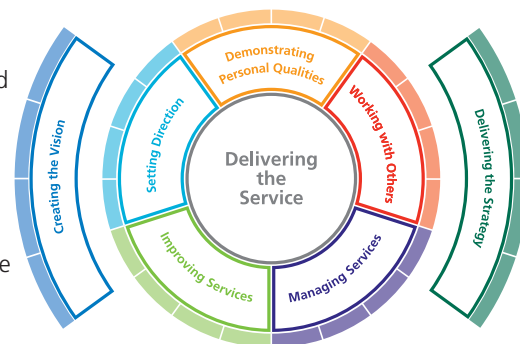 d
e
Creating the Vision
Setting Direction
Demonstrating
Personal Qualities
Working with Others
Delivering the Strategy
Delivering
the
Service
Improving Services
Managing Services